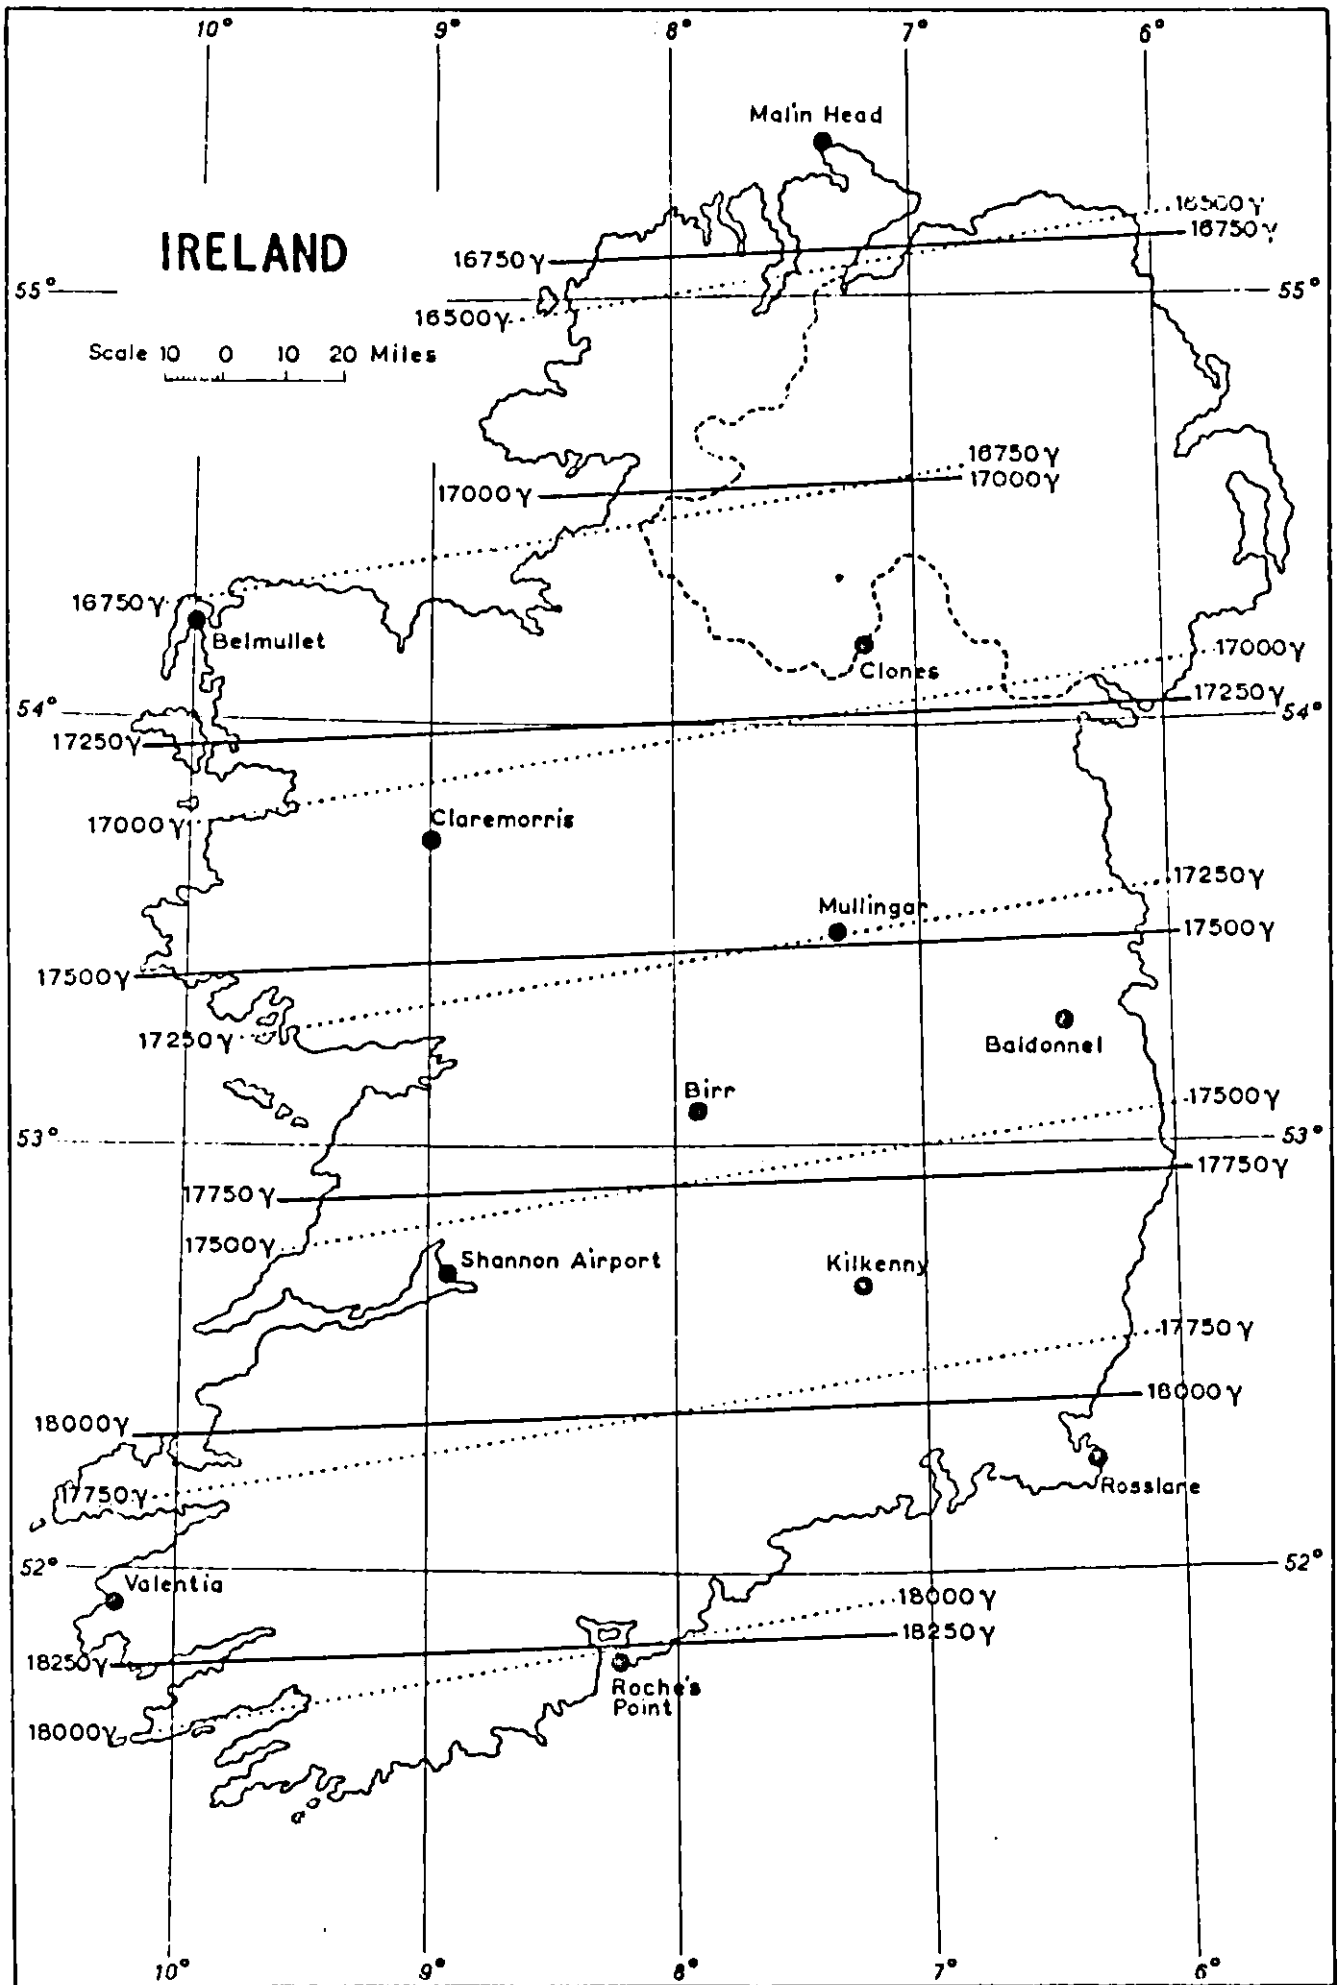 10° 9° 8° 7° 6°
Malin Head
16500γ
16750γ
IRELAND
16750γ
55° 55°
16500γ
Scale 10 0 10 20 Miles
16750γ
17000γ 17000γ
16750γ
Belmullet
Clones
17000γ
17250γ
54° 54°
17250γ
17000γ
Claremorris
17250γ
Mullingar
17500γ
17500γ
17250γ
Baldonnel
Birr
17500γ
53° 53°
17750γ
17750γ
17500γ
Shannon Airport
Kilkenny
17750γ
18000γ
18000γ
17750γ
Rosslare
52° 52°
Valentia
18000γ
18250γ
18250γ
Roche's
Point
18000γ
10° 9° 8° 7° 6°